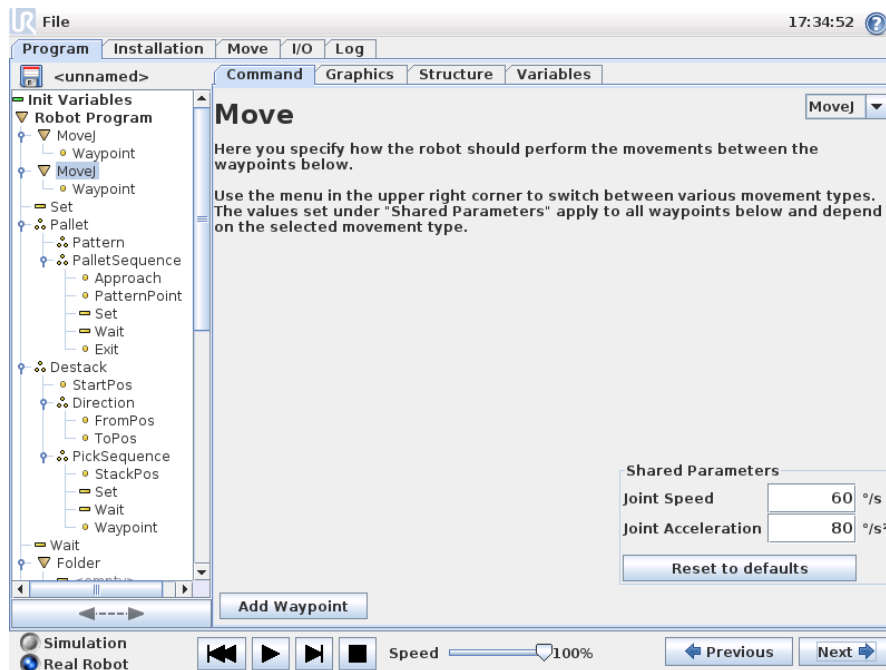 UR File 17:34:52 ?
Program Installation Move I/O Log
<unnamed>
Command Graphics Structure Variables
Init Variables
Robot Program
MoveJ
Waypoint
MoveJ
Waypoint
Set
Pallet
Pattern
PalletSequence
Approach
PatternPoint
Set
Wait
Exit
Destack
StartPos
Direction
FromPos
ToPos
PickSequence
StackPos
Set
Wait
Waypoint
Wait
Folder
<empty>
Move
MoveJ
Here you specify how the robot should perform the movements between the
waypoints below.
Use the menu in the upper right corner to switch between various movement types.
The values set under "Shared Parameters" apply to all waypoints below and depend
on the selected movement type.
Shared Parameters
Joint Speed 60 °/s
Joint Acceleration 80 °/s²
Reset to defaults
Add Waypoint
Simulation
Real Robot
Speed 100%
Previous Next